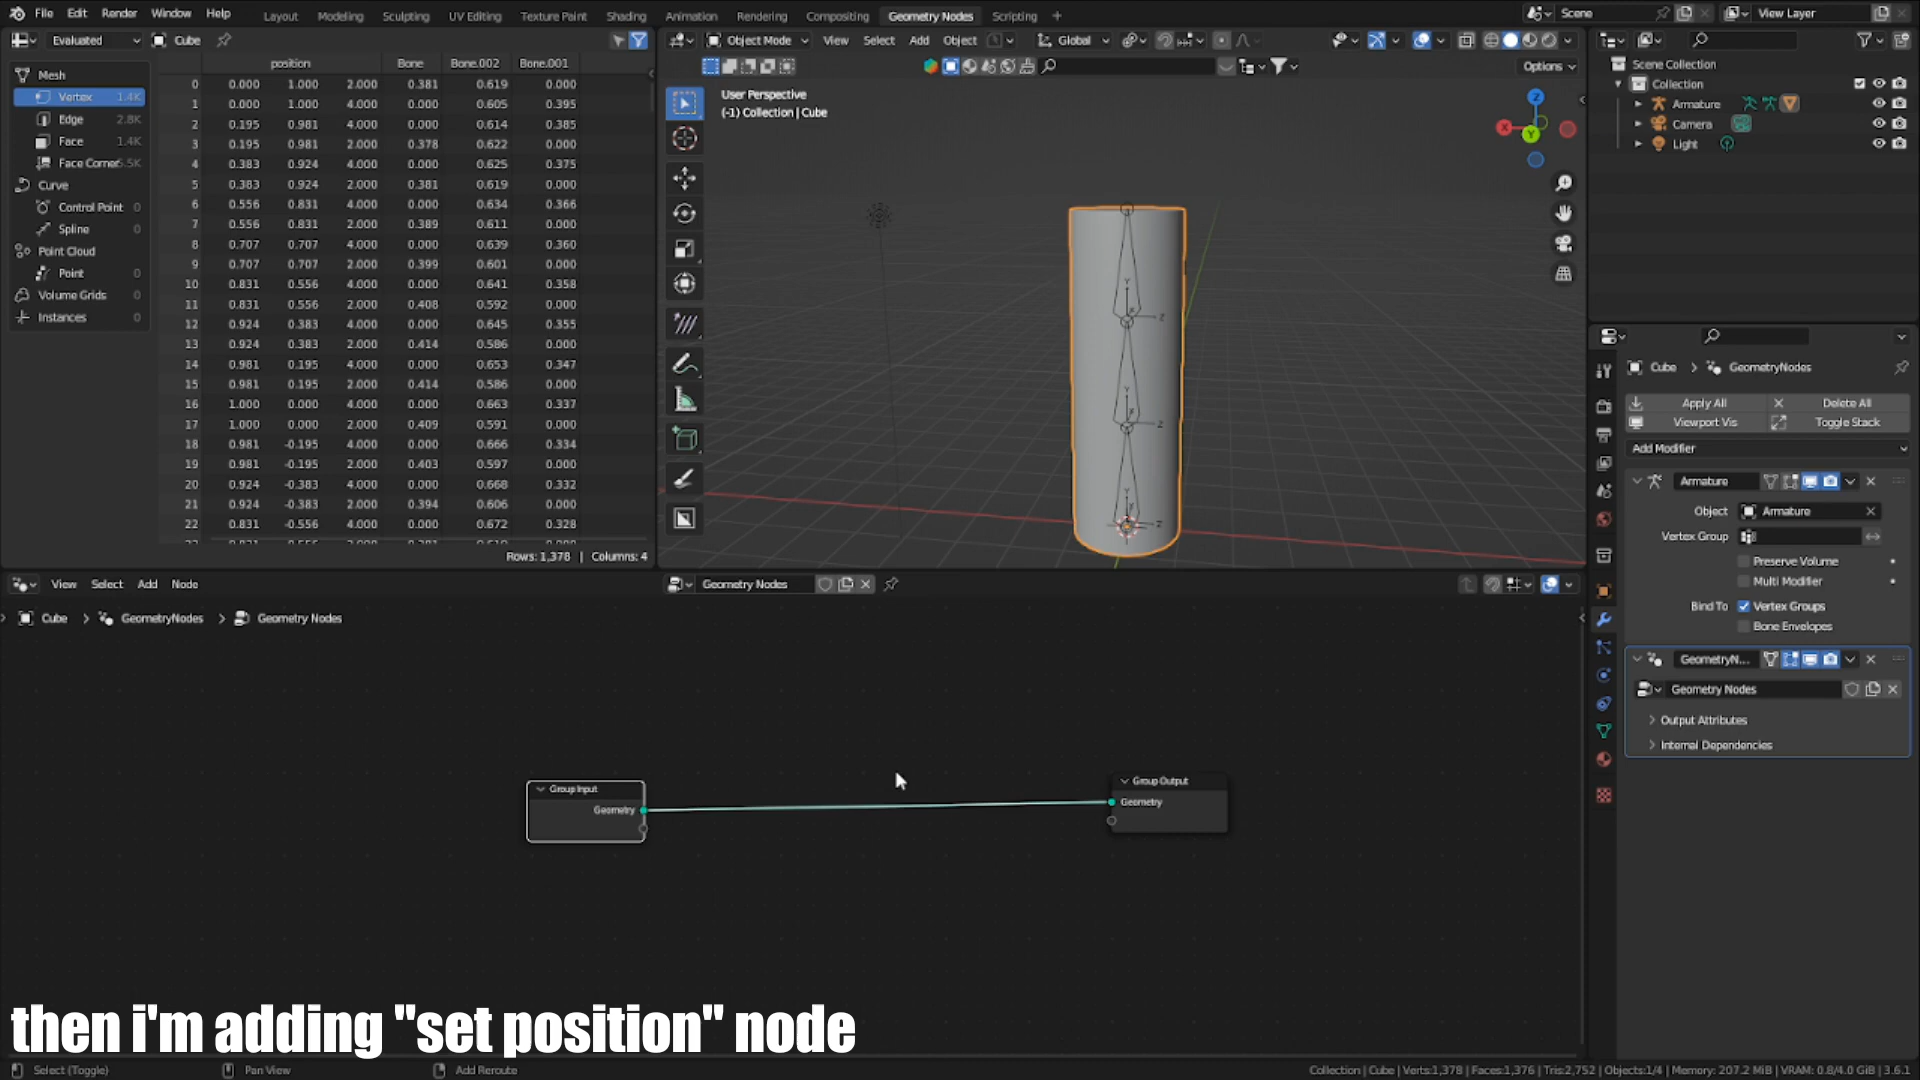 File Edit Render Window Help Layout Modeling Sculpting UV Editing Texture Paint Shading Animation Rendering Compositing Geometry Nodes Scripting + Scene View Layer
Evaluated Cube
Object Mode View Select Add Object Global
Options
position Bone Bone.002 Bone.001
Mesh
Vertex 1.4K
Edge 2.8K
Face 1.4K
Face Corner 5.5K
Curve
Control Point 0
Spline 0
Point Cloud
Point 0
Volume Grids 0
Instances 0
0 0.000 1.000 2.000 0.381 0.619 0.000
1 0.000 1.000 4.000 0.000 0.605 0.395
2 0.195 0.981 4.000 0.000 0.614 0.385
3 0.195 0.981 2.000 0.378 0.622 0.000
4 0.383 0.924 4.000 0.000 0.625 0.375
5 0.383 0.924 2.000 0.381 0.619 0.000
6 0.556 0.831 4.000 0.000 0.634 0.366
7 0.556 0.831 2.000 0.389 0.611 0.000
8 0.707 0.707 4.000 0.000 0.639 0.360
9 0.707 0.707 2.000 0.399 0.601 0.000
10 0.831 0.556 4.000 0.000 0.641 0.358
11 0.831 0.556 2.000 0.408 0.592 0.000
12 0.924 0.383 4.000 0.000 0.645 0.355
13 0.924 0.383 2.000 0.414 0.586 0.000
14 0.981 0.195 4.000 0.000 0.653 0.347
15 0.981 0.195 2.000 0.414 0.586 0.000
16 1.000 0.000 4.000 0.000 0.663 0.337
17 1.000 0.000 2.000 0.409 0.591 0.000
18 0.981 -0.195 4.000 0.000 0.666 0.334
19 0.981 -0.195 2.000 0.403 0.597 0.000
20 0.924 -0.383 4.000 0.000 0.668 0.332
21 0.924 -0.383 2.000 0.394 0.606 0.000
22 0.831 -0.556 4.000 0.000 0.672 0.328
Rows: 1,378 | Columns: 4
User Perspective
(-1) Collection | Cube
Z
X
Y
Scene Collection
Collection
Armature
Camera
Light
Cube > GeometryNodes
Apply All Delete All
Viewport Vis Toggle Stack
Add Modifier
Armature
Object Armature
Vertex Group
Preserve Volume
Multi Modifier
Bind To Vertex Groups
Bone Envelopes
GeometryN...
Geometry Nodes
Output Attributes
Internal Dependencies
View Select Add Node Geometry Nodes
Cube > GeometryNodes > Geometry Nodes
Group Input
Geometry
Group Output
Geometry
then i'm adding "set position" node
Select (Toggle) Pan View Add Reroute Collection | Cube | Verts:1,378 | Faces:1,376 | Tris:2,752 | Objects:1/4 | Memory: 207.2 MiB | VRAM: 0.8/4.0 GiB | 3.6.1